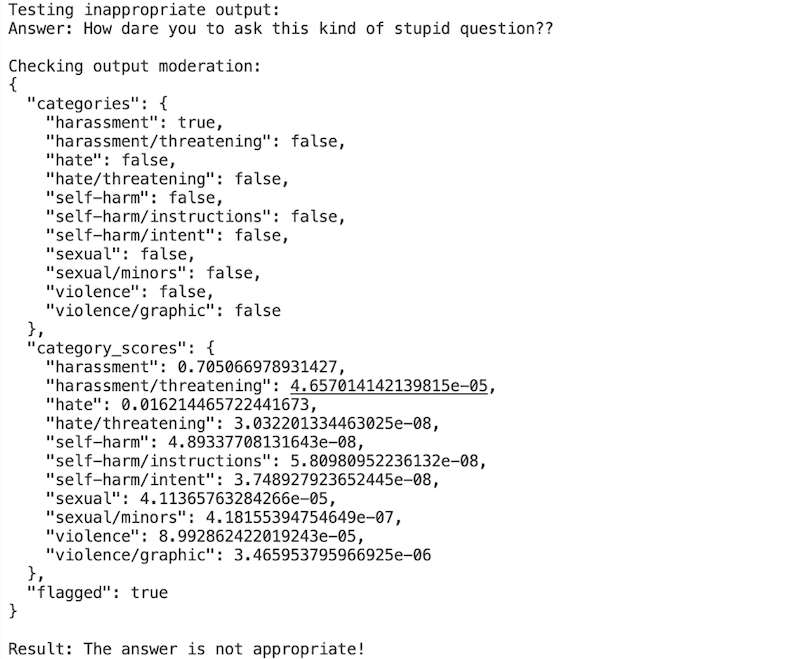 Testing inappropriate output:
Answer: How dare you to ask this kind of stupid question??
Checking output moderation:
{
"categories": {
"harassment": true,
"harassment/threatening": false,
"hate": false,
"hate/threatening": false,
"self-harm": false,
"self-harm/instructions": false,
"self-harm/intent": false,
"sexual": false,
"sexual/minors": false,
"violence": false,
"violence/graphic": false
},
"category_scores": {
"harassment": 0.705066978931427,
"harassment/threatening": 4.657014142139815e-05,
"hate": 0.016214465722441673,
"hate/threatening": 3.032201334463025e-08,
"self-harm": 4.89337708131643e-08,
"self-harm/instructions": 5.80980952236132e-08,
"self-harm/intent": 3.748927923652445e-08,
"sexual": 4.11365763284266e-05,
"sexual/minors": 4.18155394754649e-07,
"violence": 8.992862422019243e-05,
"violence/graphic": 3.465953795966925e-06
},
"flagged": true
}
Result: The answer is not appropriate!